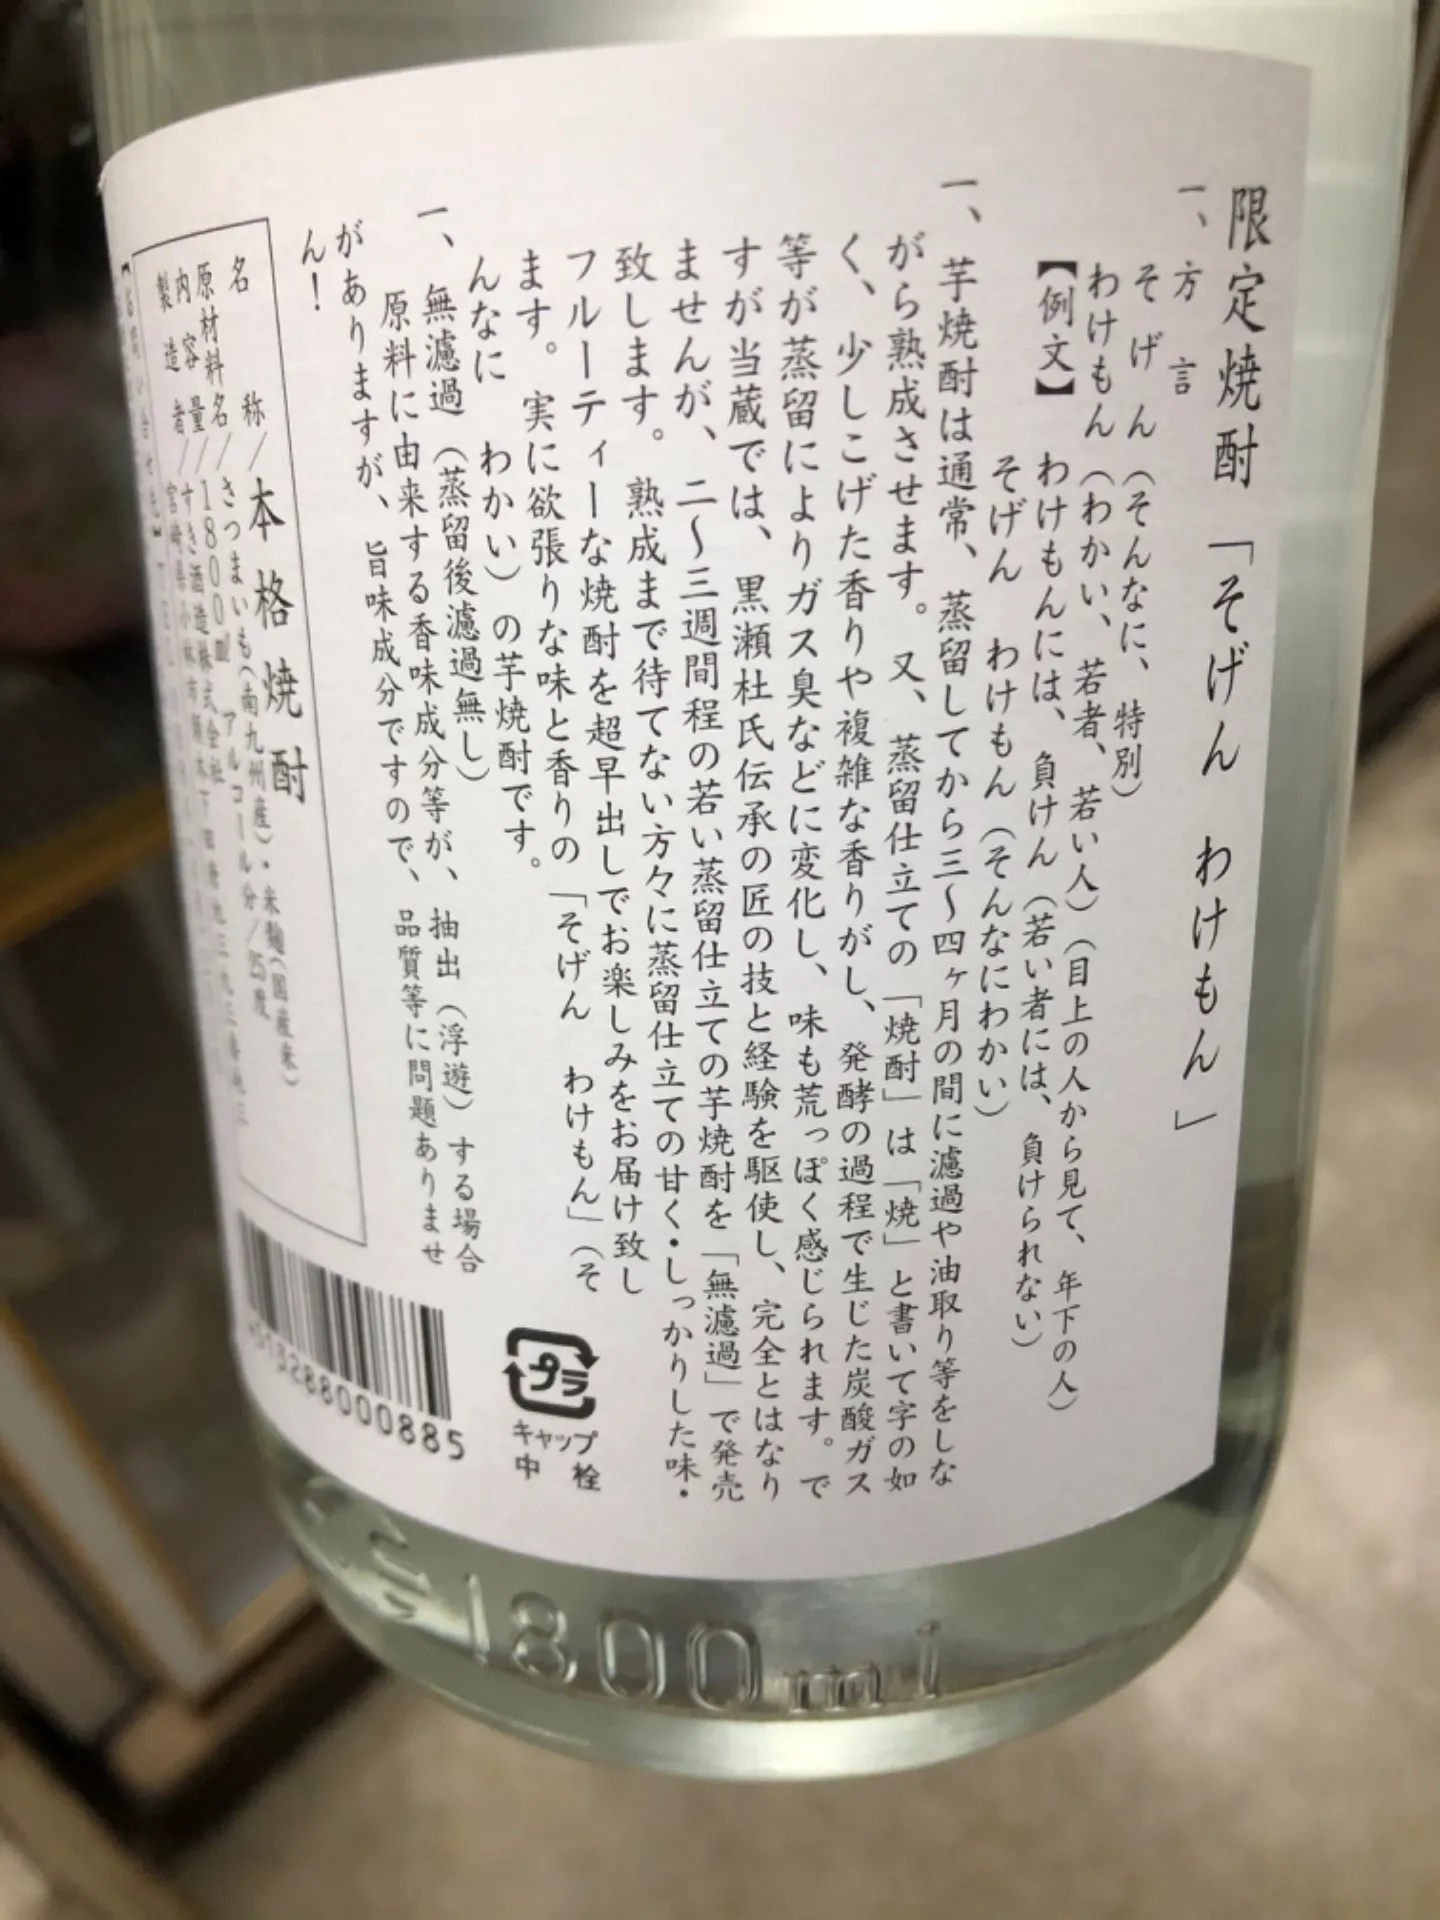 限定焼酎「そげん わけもん」
一、方言
そげん(そんなに、特別)
わけもん(わかい、若者、若い人)(目上の人から見て、年下の人)
【例文】 わけもんには、負けん(若い者には、負けられない)
そげん わけもん(そんなにわかい)
一、芋焼酎は通常、蒸留してから三～四ヶ月の間に濾過や油取り等をしな
がら熟成させます。又、蒸留仕立ての「焼酎」は「焼」と書いて字の如
く、少しこげた香りや複雑な香りがし、発酵の過程で生じた炭酸ガス
等が蒸留によりガス臭などに変化し、味も荒っぽく感じられます。で
すが当蔵では、黒瀬杜氏伝承の匠の技と経験を駆使し、完全とはなり
ませんが、二～三週間程の若い蒸留仕立ての芋焼酎を「無濾過」で発売
致します。熟成まで待てない方々に蒸留仕立ての甘く・しっかりした味・
フルーティーな焼酎を超早出しでお楽しみをお届け致し
ます。実に欲張りな味と香りの「そげん わけもん」(そ
んなに わかい)の芋焼酎です。
一、無濾過(蒸留後濾過無し)
原料に由来する香味成分等が、抽出(浮遊)する場合
がありますが、旨味成分ですので、品質等に問題ありませ
ん!
名称/本格焼酎
原材料名/さつまいも(南九州産)・米麹(国産米)
内容量/1800ml アルコール分/25度
製造者/すき酒造株式会社
宮崎県小林市須木下田
プラ
キャップ
中栓
1800ml